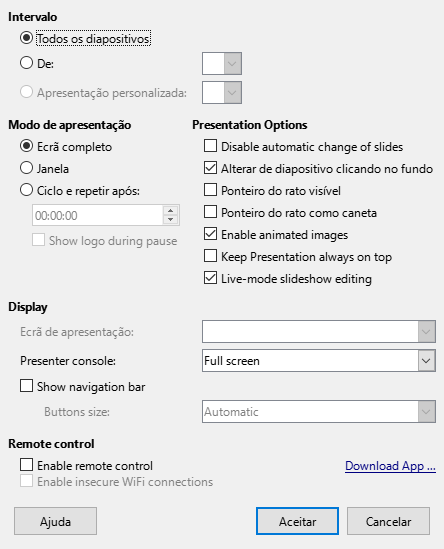 Intervalo
Todos os diapositivos
De:
Apresentação personalizada:
Modo de apresentação
Ecrã completo
Janela
Ciclo e repetir após:
00:00:00
Show logo during pause
Presentation Options
Disable automatic change of slides
Alterar de diapositivo clicando no fundo
Ponteiro do rato visível
Ponteiro do rato como caneta
Enable animated images
Keep Presentation always on top
Live-mode slideshow editing
Display
Ecrã de apresentação:
Presenter console: Full screen
Show navigation bar
Buttons size: Automatic
Remote control
Enable remote control Download App ...
Enable insecure WiFi connections
Ajuda Aceitar Cancelar